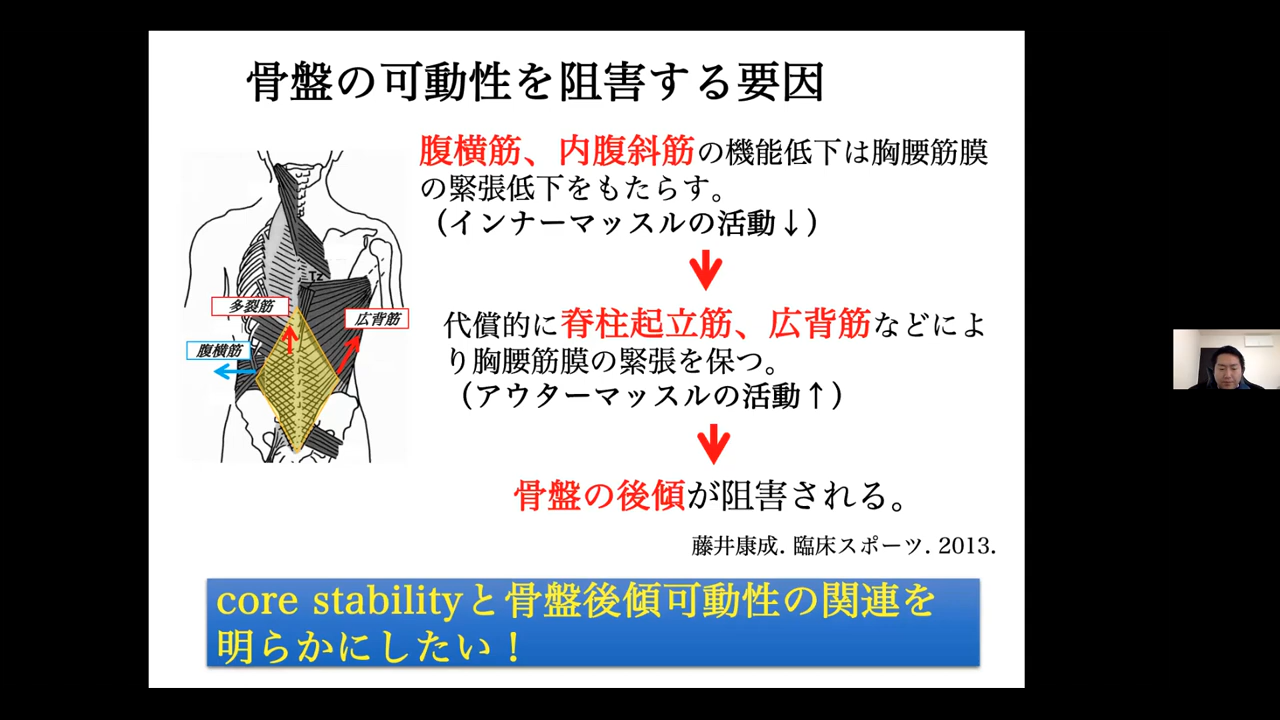 骨盤の可動性を阻害する要因
腹横筋、内腹斜筋の機能低下は胸腰筋膜
の緊張低下をもたらす。
（インナーマッスルの活動↓）
代償的に脊柱起立筋、広背筋などによ
り胸腰筋膜の緊張を保つ。
（アウターマッスルの活動↑）
骨盤の後傾が阻害される。
藤井康成. 臨床スポーツ. 2013.
core stabilityと骨盤後傾可動性の関連を
明らかにしたい！
多裂筋
広背筋
腹横筋